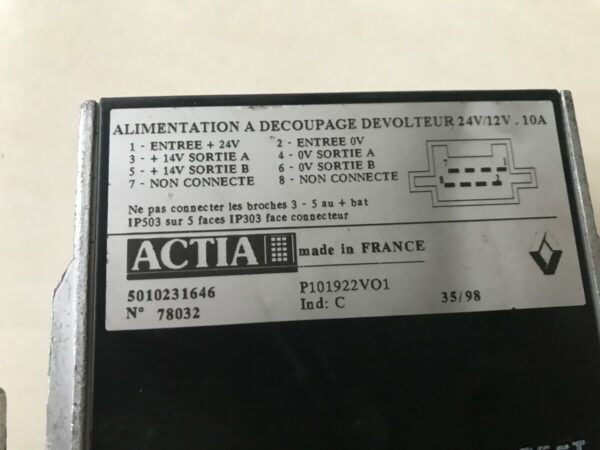 ALIMENTATION A DECOUPAGE DEVOLTEUR 24V/12V . 10A
1 - ENTREE + 24V 2 - ENTREE 0V
3 - + 14V SORTIE A 4 - 0V SORTIE A
5 - + 14V SORTIE B 6 - 0V SORTIE B
7 - NON CONNECTE 8 - NON CONNECTE
Ne pas connecter les broches 3 - 5 au + bat
IP503 sur 5 faces IP303 face connecteur
ACTIA made in FRANCE
5010231646 P101922VO1
N° 78032 Ind: C 35/98